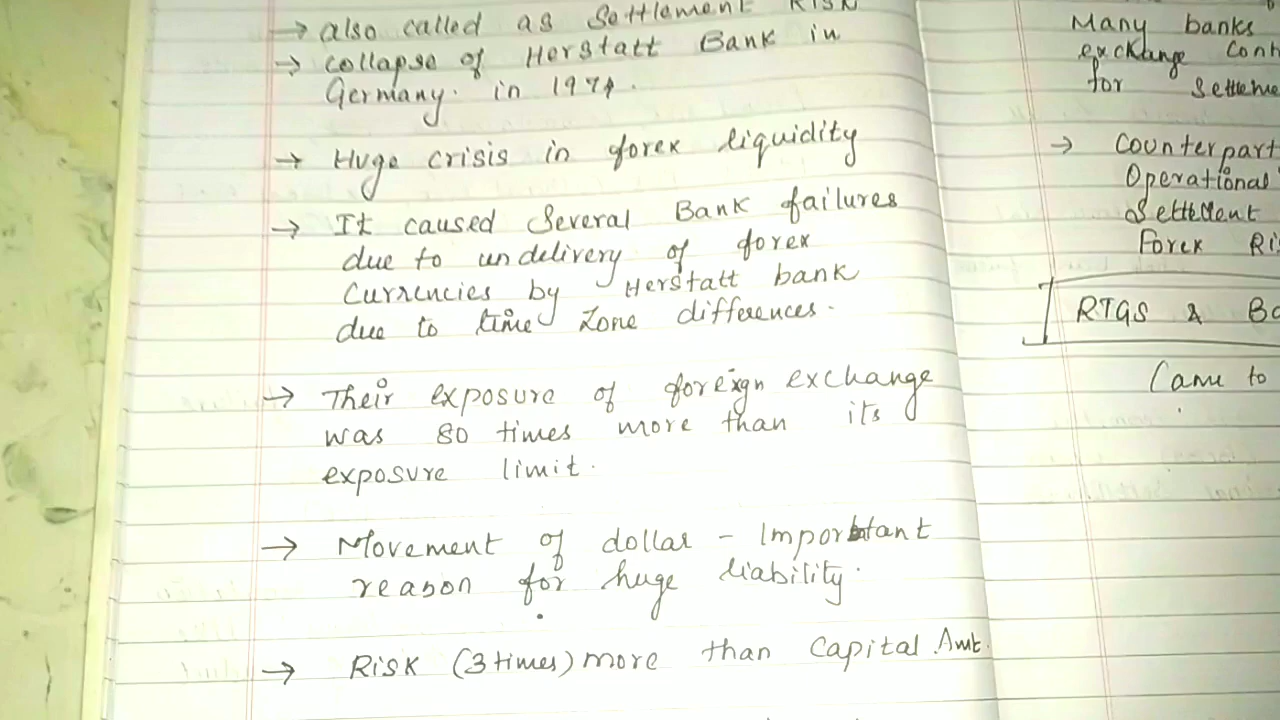 → also called as Settlement Risk
→ collapse of Herstatt Bank in
Germany. in 1974.
→ Huge crisis in forex liquidity
→ It caused Several Bank failures
due to undelivery of forex
Currencies by Herstatt bank
due to time Zone differences.
→ Their exposure of foreign exchange
was 80 times more than its
exposure limit.
→ Movement of dollar - Important
reason for huge liability.
→ Risk (3 times) more than Capital Amt.
Many banks
exchange
for
→ Counterpart
Operational
Settlent
Forex
RTGS &
Came to